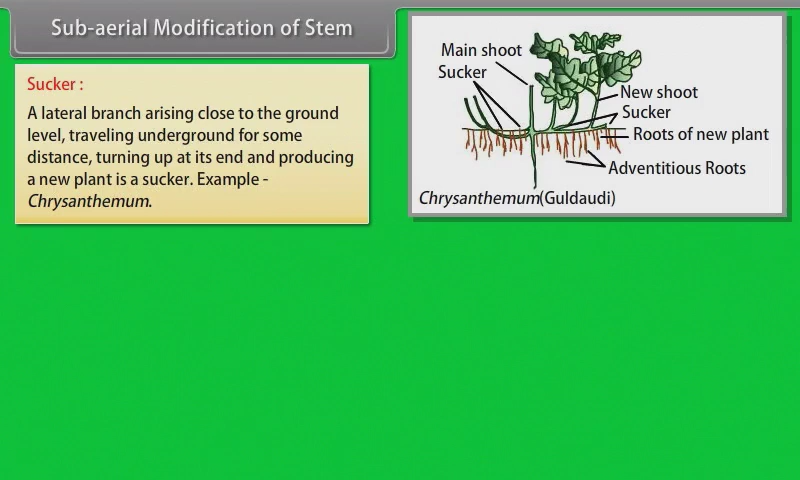 Sub-aerial Modification of Stem
Sucker :
A lateral branch arising close to the ground
level, traveling underground for some
distance, turning up at its end and producing
a new plant is a sucker. Example -
Chrysanthemum.
Main shoot
Sucker
New shoot
Sucker
Roots of new plant
Adventitious Roots
Chrysanthemum(Guldaudi)